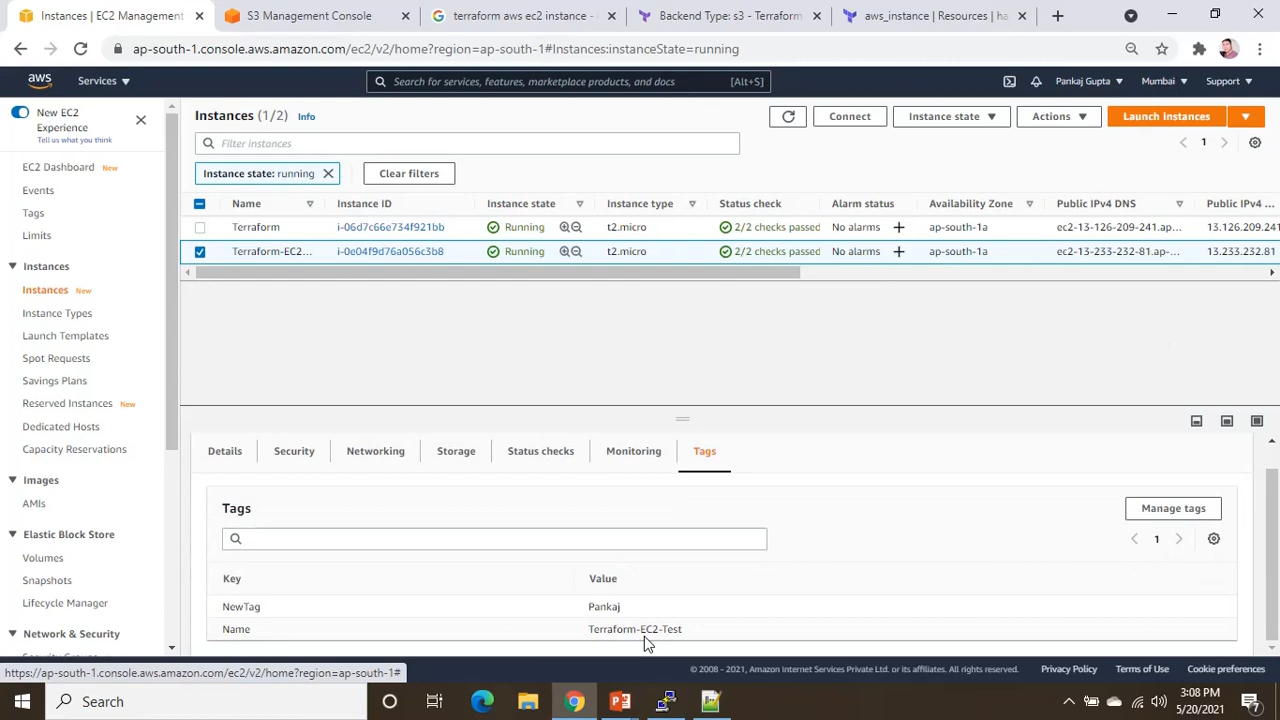 Instances | EC2 Management
S3 Management Console
terraform aws ec2 instance -
Backend Type: s3 - Terraform
aws_instance | Resources | ha
ap-south-1.console.aws.amazon.com/ec2/v2/home?region=ap-south-1#Instances:instanceState=running
aws
Services
Search for services, features, marketplace products, and docs
[Alt+S]
Pankaj Gupta
Mumbai
Support
New EC2
Experience
Tell us what you think
EC2 Dashboard New
Events
Tags
Limits
Instances
Instances New
Instance Types
Launch Templates
Spot Requests
Savings Plans
Reserved Instances New
Dedicated Hosts
Capacity Reservations
Images
AMIs
Elastic Block Store
Volumes
Snapshots
Lifecycle Manager
Network & Security
Instances (1/2) Info
Connect
Instance state
Actions
Launch instances
Filter instances
1
Instance state: running
Clear filters
Name Instance ID Instance state Instance type Status check Alarm status Availability Zone Public IPv4 DNS Public IPv4 ...
Terraform i-06d7c66e734f921bb Running t2.micro 2/2 checks passed No alarms ap-south-1a ec2-13-126-209-241.ap... 13.126.209.241
Terraform-EC2... i-0e04f9d76a056c3b8 Running t2.micro 2/2 checks passed No alarms ap-south-1a ec2-13-233-232-81.ap-... 13.233.232.81
Details
Security
Networking
Storage
Status checks
Monitoring
Tags
Tags
Manage tags
1
Key Value
NewTag Pankaj
Name Terraform-EC2-Test
https://ap-south-1.console.aws.amazon.com/ec2/v2/home?region=ap-south-1#
© 2008 - 2021, Amazon Internet Services Private Ltd. or its affiliates. All rights reserved.
Privacy Policy
Terms of Use
Cookie preferences
Search
3:08 PM
5/20/2021
7